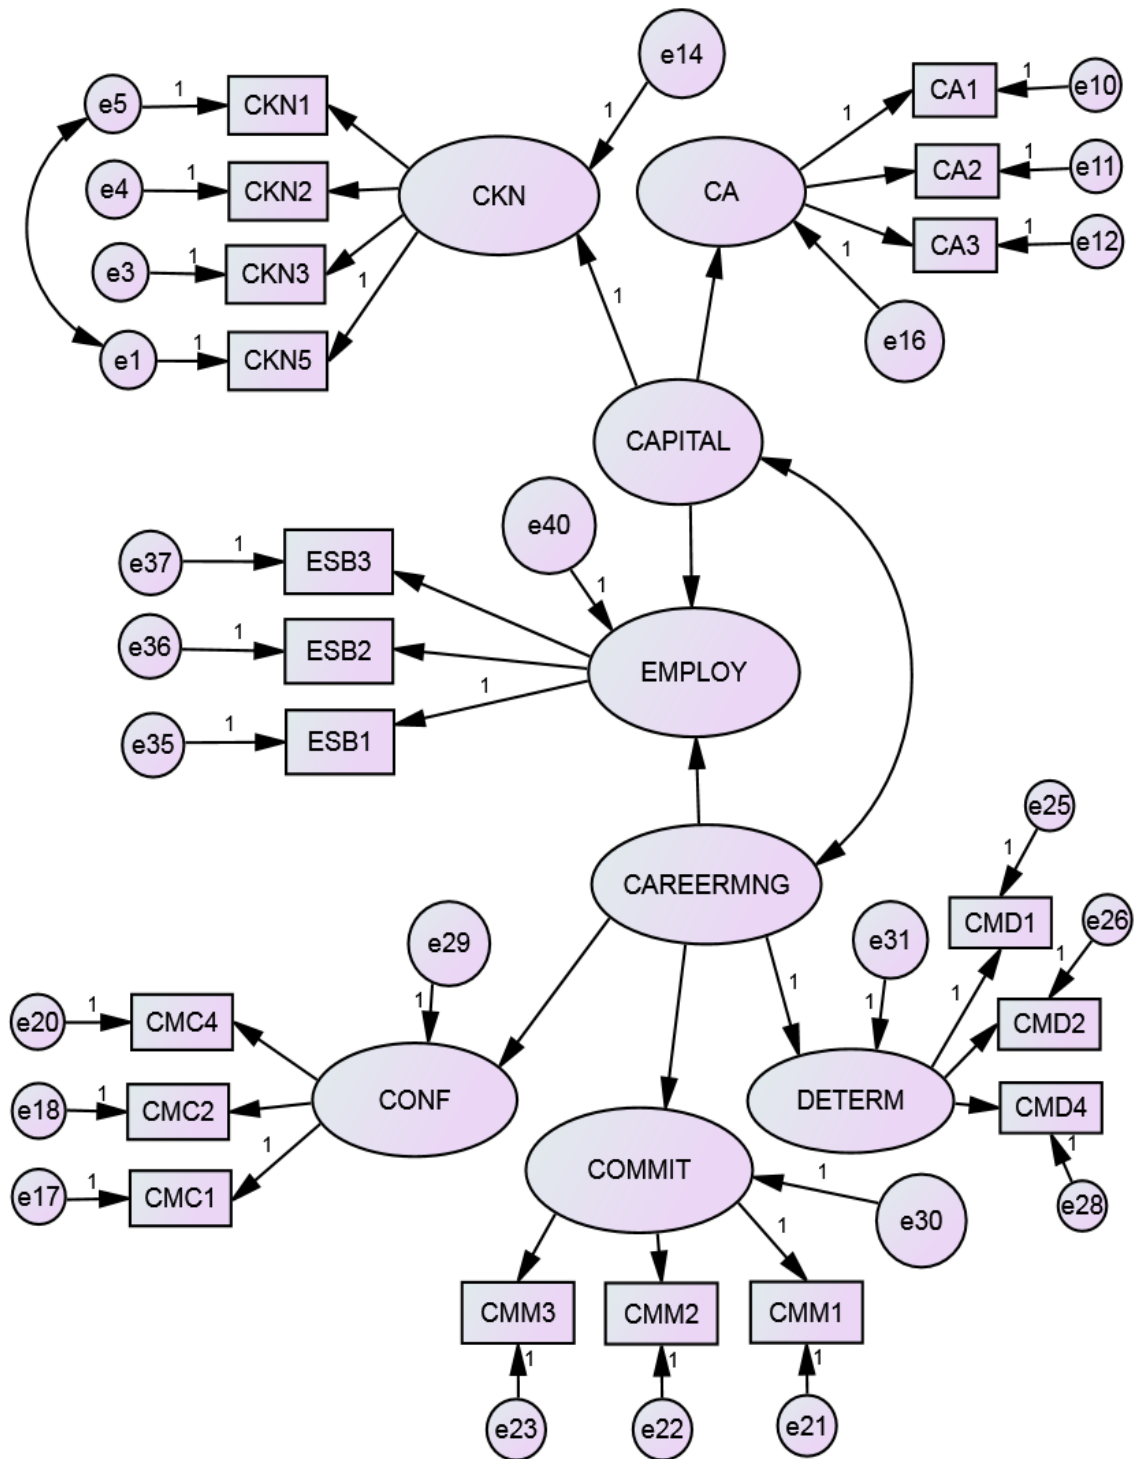 e14
e5
1
CKN1
1
CA
1
CA1
1
e10
e4
1
CKN2
CKN
CA2
1
e11
e3
1
CKN3
1
1
CA3
1
e12
e1
1
CKN5
1
e16
CAPITAL
e40
1
e37
1
ESB3
e36
1
ESB2
EMPLOY
1
e35
1
ESB1
e25
1
CAREERMNG
CMD1
e26
1
e29
1
e31
1
1
1
CMD2
e20
1
CMC4
CONF
DETERM
CMD4
1
e28
e18
1
CMC2
1
e17
1
CMC1
COMMIT
1
e30
1
CMM3
CMM2
CMM1
1
1
1
e23
e22
e21